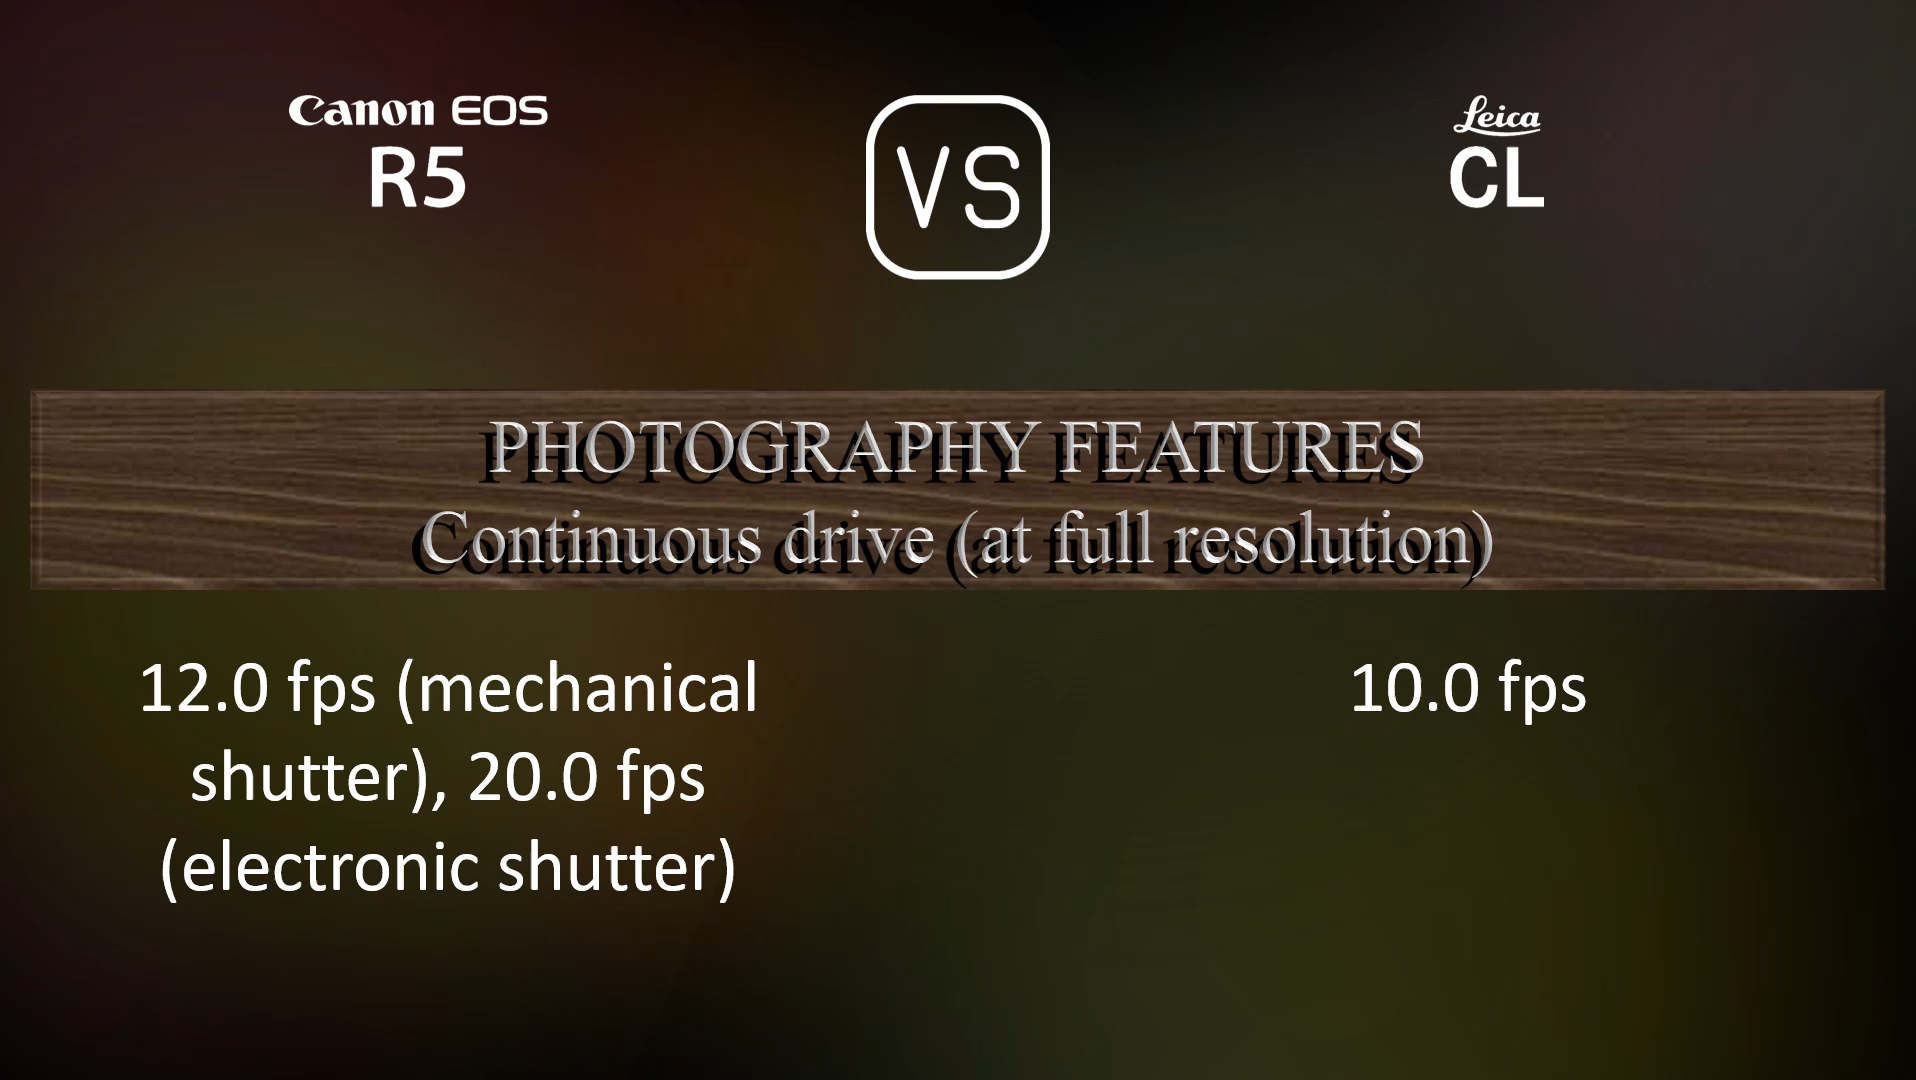 Canon EOS
R5
VS
Leica
CL
PHOTOGRAPHY FEATURES
Continuous drive (at full resolution)
12.0 fps (mechanical
shutter), 20.0 fps
(electronic shutter)
10.0 fps